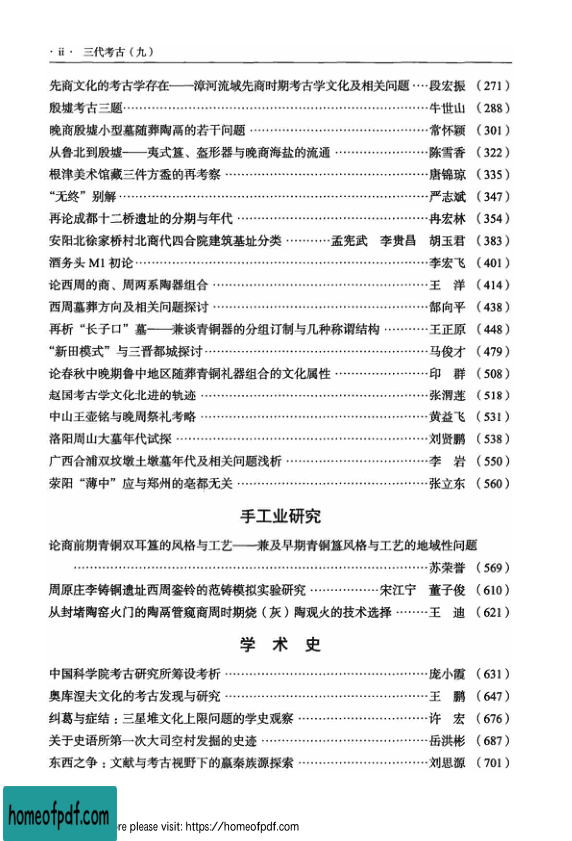 · ii · 三代考古（九）
先商文化的考古学存在——漳河流域先商时期考古学文化及相关问题 ····段宏振 （271）
殷墟考古三题····牛世山 （288）
晚商殷墟小型墓随葬陶鬲的若干问题 ····常怀颖 （301）
从鲁北到殷墟——夷式簋、盔形器与晚商海盐的流通 ····陈雪香 （322）
根津美术馆藏三件方盉的再考察 ····唐锦琼 （335）
“无终”别解 ····严志斌 （347）
再论成都十二桥遗址的分期与年代 ····冉宏林 （354）
安阳北徐家桥村北商代四合院建筑基址分类 ····孟宪武 李贵昌 胡玉君 （383）
酒务头 M1 初论····李宏飞 （401）
论西周的商、周两系陶器组合 ····王 洋 （414）
西周墓葬方向及相关问题探讨 ····郜向平 （438）
再析“长子口”墓——兼谈青铜器的分组订制与几种称谓结构 ····王正原 （448）
“新田模式”与三晋都城探讨····马俊才 （479）
论春秋中晚期鲁中地区随葬青铜礼器组合的文化属性 ····印 群 （508）
赵国考古学文化北进的轨迹 ····张渭莲 （518）
中山王壶铭与晚周祭礼考略 ····黄益飞 （531）
洛阳周山大墓年代试探 ····刘贤鹏 （538）
广西合浦双坟墩土墩墓年代及相关问题浅析 ····李 岩 （550）
荥阳“薄中”应与郑州的亳都无关 ····张立东 （560）
手工业研究
论商前期青铜双耳簋的风格与工艺——兼及早期青铜簋风格与工艺的地域性问题
····苏荣誉 （569）
周原庄李铸铜遗址西周銮铃的范铸模拟实验研究 ····宋江宁 董子俊 （610）
从封堵陶窑火门的陶鬲管窥商周时期烧（灰）陶观火的技术选择 ····王 迪 （621）
学 术 史
中国科学院考古研究所筹设考析 ····庞小霞 （631）
奥库涅夫文化的考古发现与研究 ····王 鹏 （647）
纠葛与症结：三星堆文化上限问题的学史观察 ····许 宏 （676）
关于史语所第一次大司空村发掘的史迹 ····岳洪彬 （687）
东西之争：文献与考古视野下的嬴秦族源探索 ····刘思源 （701）
homeofpdf.com
re please visit: https://homeofpdf.com